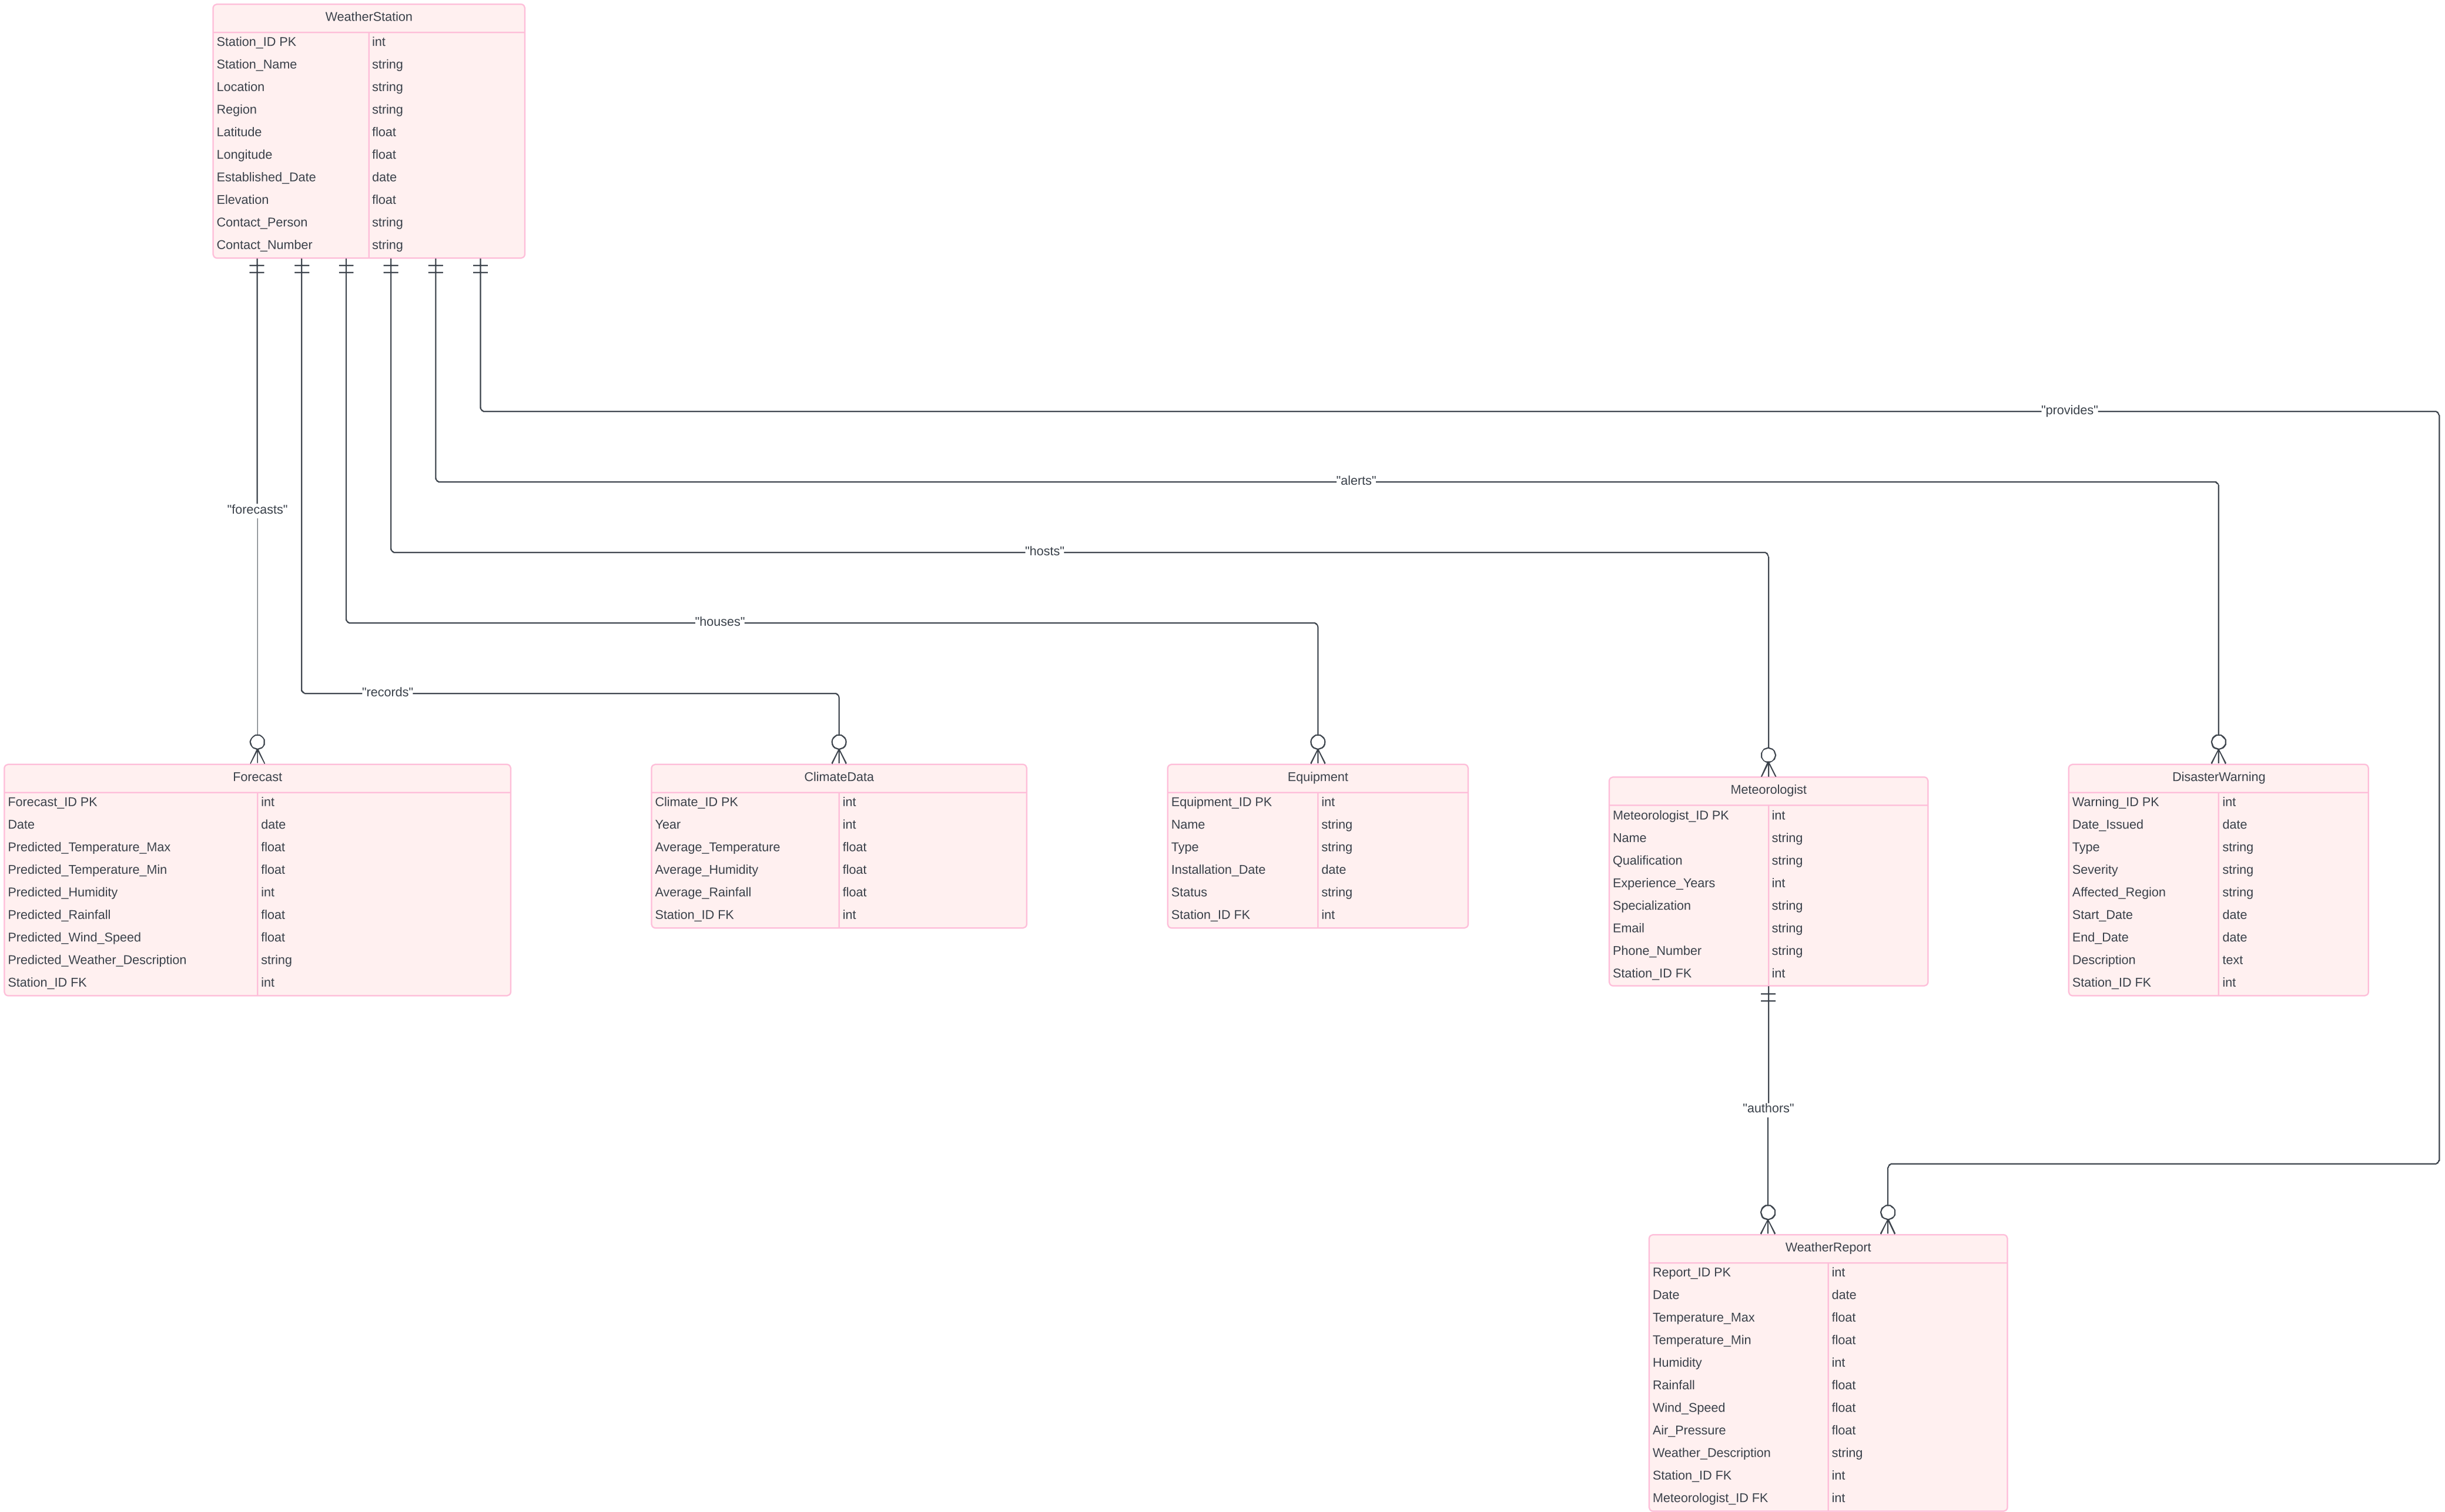 WeatherStation
Station_ID PK int
Station_Name string
Location string
Region string
Latitude float
Longitude float
Established_Date date
Elevation float
Contact_Person string
Contact_Number string
"provides"
"alerts"
"forecasts"
"hosts"
"houses"
"records"
Forecast
Forecast_ID PK int
Date date
Predicted_Temperature_Max float
Predicted_Temperature_Min float
Predicted_Humidity int
Predicted_Rainfall float
Predicted_Wind_Speed float
Predicted_Weather_Description string
Station_ID FK int
ClimateData
Climate_ID PK int
Year int
Average_Temperature float
Average_Humidity float
Average_Rainfall float
Station_ID FK int
Equipment
Equipment_ID PK int
Name string
Type string
Installation_Date date
Status string
Station_ID FK int
Meteorologist
Meteorologist_ID PK int
Name string
Qualification string
Experience_Years int
Specialization string
Email string
Phone_Number string
Station_ID FK int
DisasterWarning
Warning_ID PK int
Date_Issued date
Type string
Severity string
Affected_Region string
Start_Date date
End_Date date
Description text
Station_ID FK int
"authors"
WeatherReport
Report_ID PK int
Date date
Temperature_Max float
Temperature_Min float
Humidity int
Rainfall float
Wind_Speed float
Air_Pressure float
Weather_Description string
Station_ID FK int
Meteorologist_ID FK int